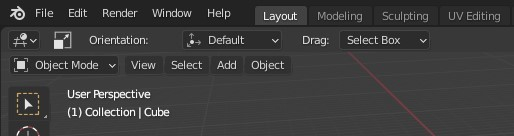 File Edit Render Window Help Layout Modeling Sculpting UV Editing
Orientation: Default Drag: Select Box
Object Mode View Select Add Object
User Perspective
(1) Collection | Cube